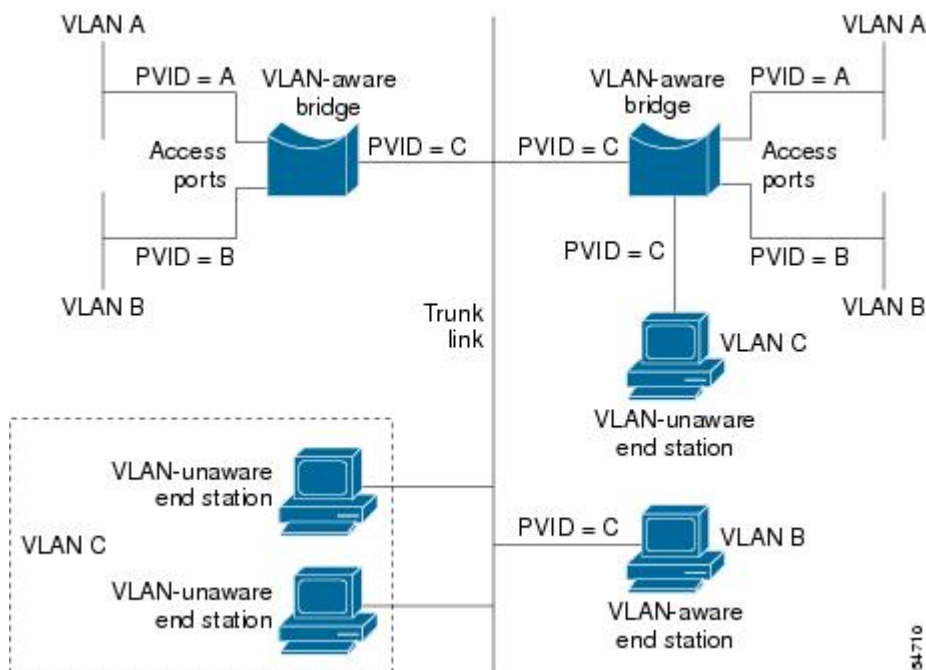 VLAN A
VLAN A
PVID = A
VLAN-aware
bridge
VLAN-aware
bridge
PVID = A
Access
ports
PVID = C
PVID = C
Access
ports
PVID = B
PVID = C
PVID = B
VLAN B
VLAN B
Trunk
link
VLAN C
VLAN-unaware
end station
VLAN-unaware
end station
VLAN C
PVID = C
VLAN B
VLAN-unaware
end station
VLAN-aware
end station
54710